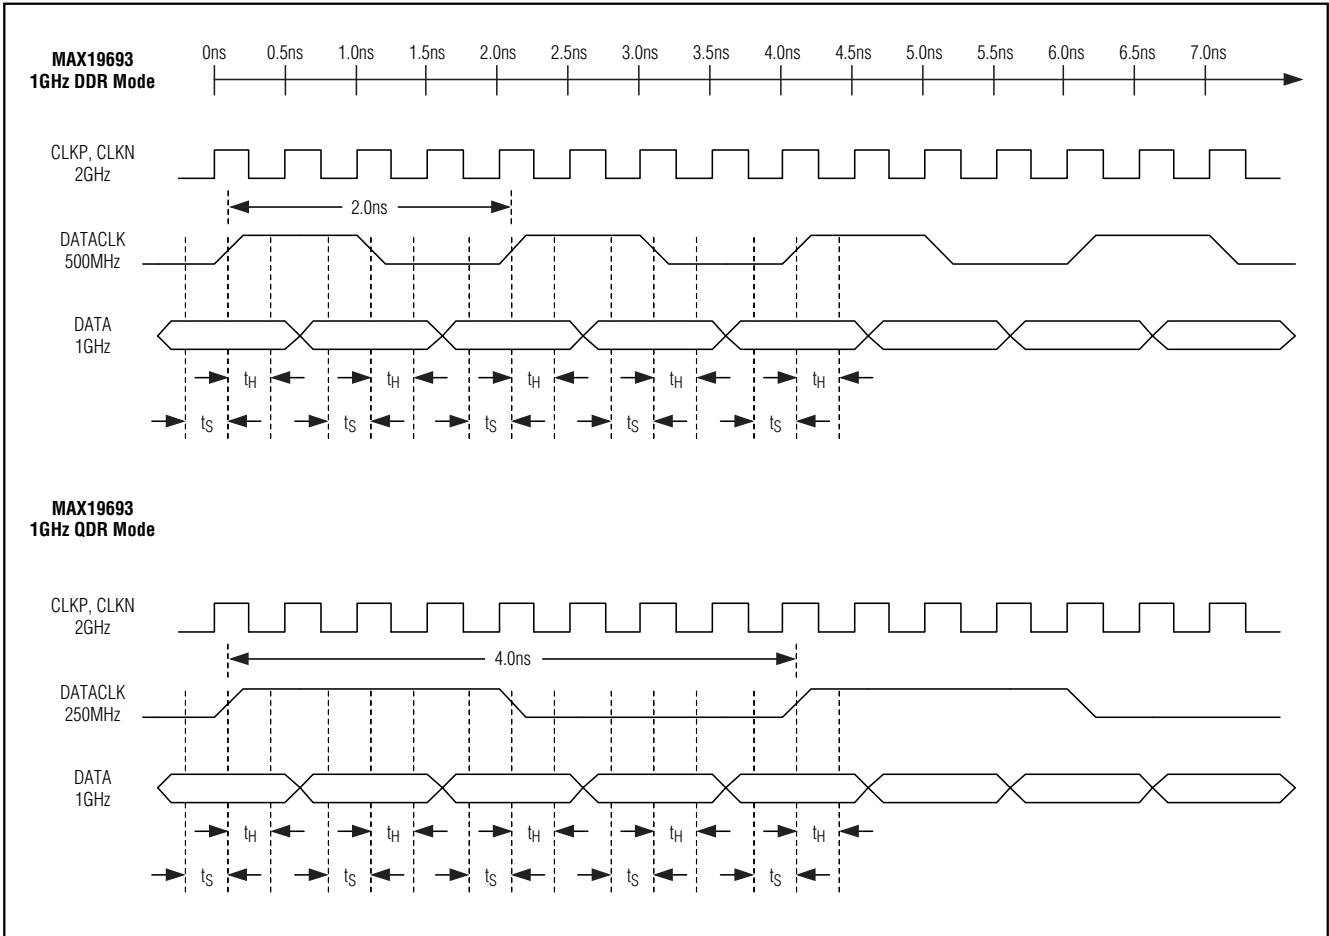 MAX19693
1GHz DDR Mode
0ns 0.5ns 1.0ns 1.5ns 2.0ns 2.5ns 3.0ns 3.5ns 4.0ns 4.5ns 5.0ns 5.5ns 6.0ns 6.5ns 7.0ns
CLKP, CLKN
2GHz
2.0ns
DATACLK
500MHz
DATA
1GHz
tH tH tH tH tH
tS tS tS tS tS
MAX19693
1GHz QDR Mode
CLKP, CLKN
2GHz
4.0ns
DATACLK
250MHz
DATA
1GHz
tH tH tH tH tH
tS tS tS tS tS